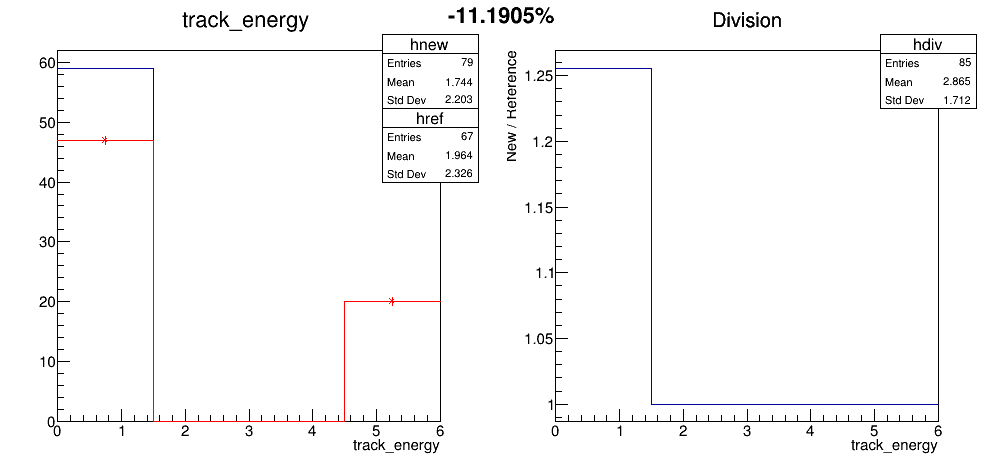 -11.1905%
track_energy
hnew
Entries 79
Mean 1.744
Std Dev 2.203
href
Entries 67
Mean 1.964
Std Dev 2.326
60
50
40
30
20
10
0
0 1 2 3 4 5 6
track_energy
Division
hdiv
Entries 85
Mean 2.865
Std Dev 1.712
New / Reference
1.25
1.2
1.15
1.1
1.05
1
0 1 2 3 4 5 6
track_energy